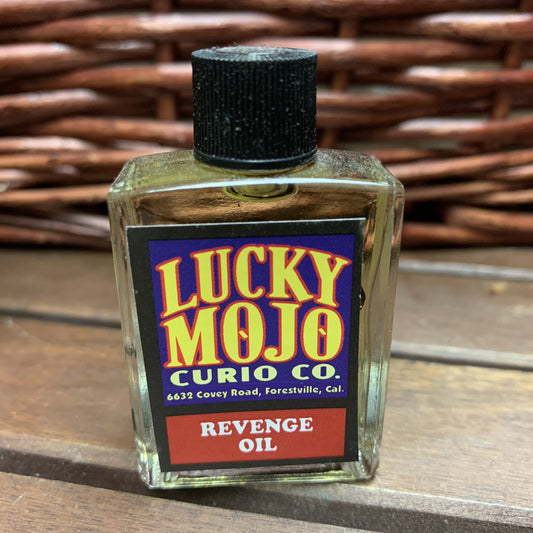 LUCKY
MOJO
CURIO CO.
6632 Covey Road, Forestville, Cal.
REVENGE
OIL